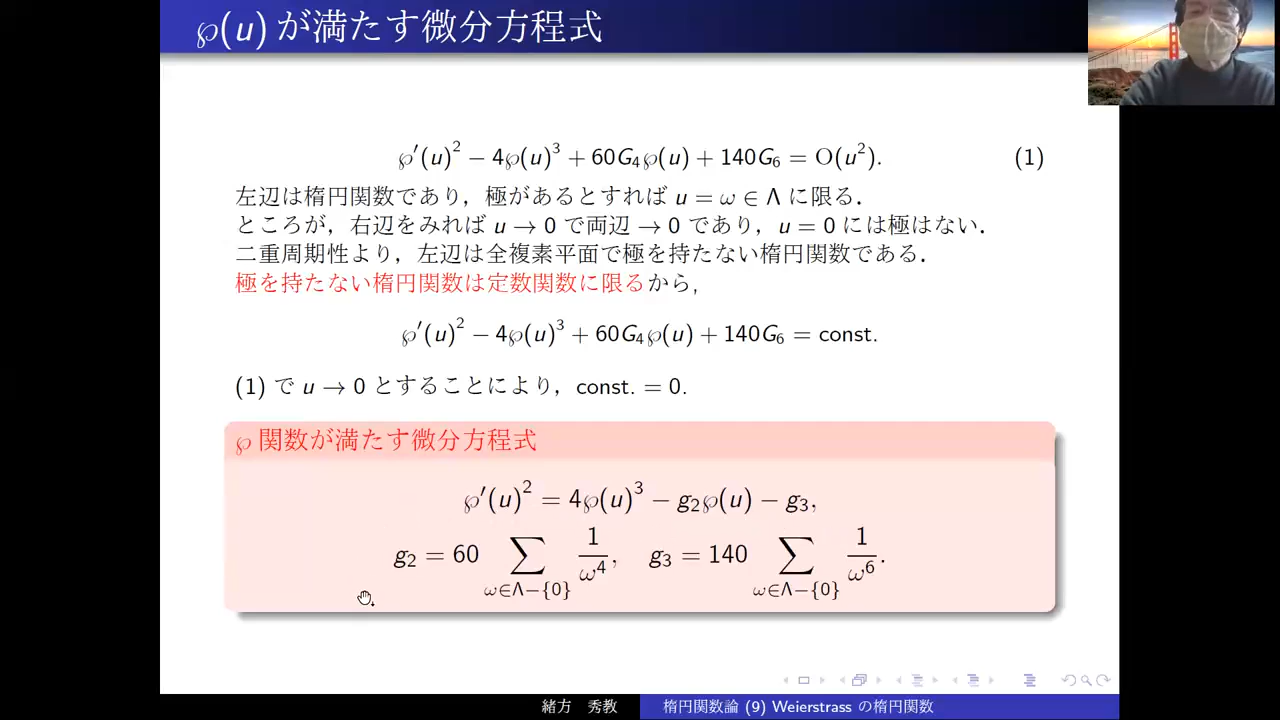 ℘(u) が満たす微分方程式
℘′(u)² − 4℘(u)³ + 60G₄℘(u) + 140G₆ = O(u²). (1)
左辺は楕円関数であり，極があるとすれば u = ω ∈ Λ に限る．
ところが，右辺をみれば u → 0 で両辺 → 0 であり，u = 0 には極はない．
二重周期性より，左辺は全複素平面で極を持たない楕円関数である．
極を持たない楕円関数は定数関数に限るから，
℘′(u)² − 4℘(u)³ + 60G₄℘(u) + 140G₆ = const.
(1) で u → 0 とすることにより，const. = 0.
℘ 関数が満たす微分方程式
℘′(u)² = 4℘(u)³ − g₂℘(u) − g₃,
g₂ = 60 ∑_{ω∈Λ−{0}} 1/ω⁴, g₃ = 140 ∑_{ω∈Λ−{0}} 1/ω⁶.
緒方 秀教 楕円関数論 (9) Weierstrass の楕円関数